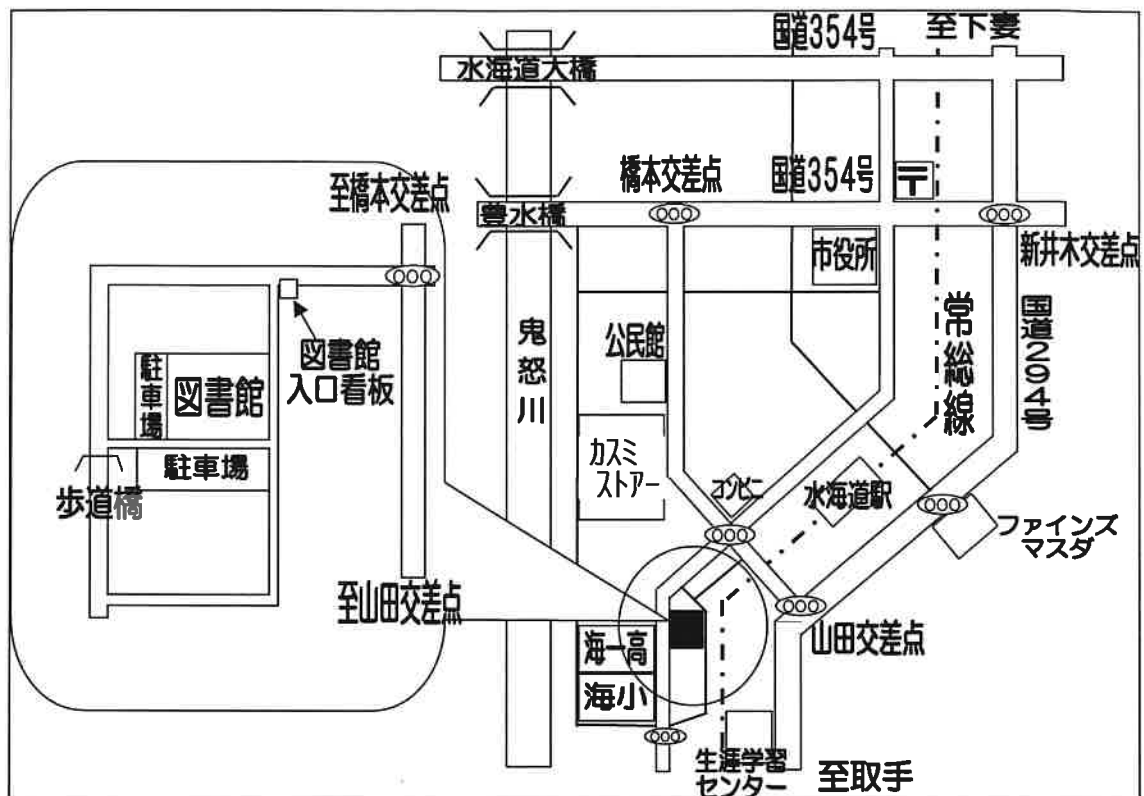 国道354号
至下妻
水海道大橋
橋本交差点
国道354号
〒
至橋本交差点
豊水橋
市役所
新井木交差点
鬼怒川
公民館
常総線
国道294号
図書館
入口看板
駐車場
図書館
駐車場
歩道橋
カスミ
ストアー
コンビニ
水海道駅
ファインズ
マスダ
至山田交差点
海一高
海小
山田交差点
生涯学習
センター
至取手